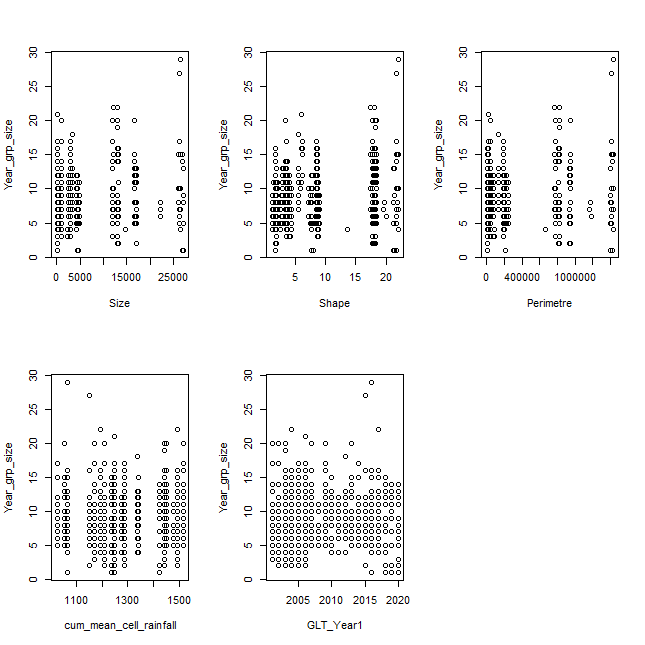 Year_grp_size
0 5 10 15 20 25 30
0 5000 15000 25000
Size
Year_grp_size
0 5 10 15 20 25 30
5 10 15 20
Shape
Year_grp_size
0 5 10 15 20 25 30
0 400000 1000000
Perimetre
Year_grp_size
0 5 10 15 20 25 30
1100 1300 1500
cum_mean_cell_rainfall
Year_grp_size
0 5 10 15 20 25 30
2005 2010 2015 2020
GLT_Year1